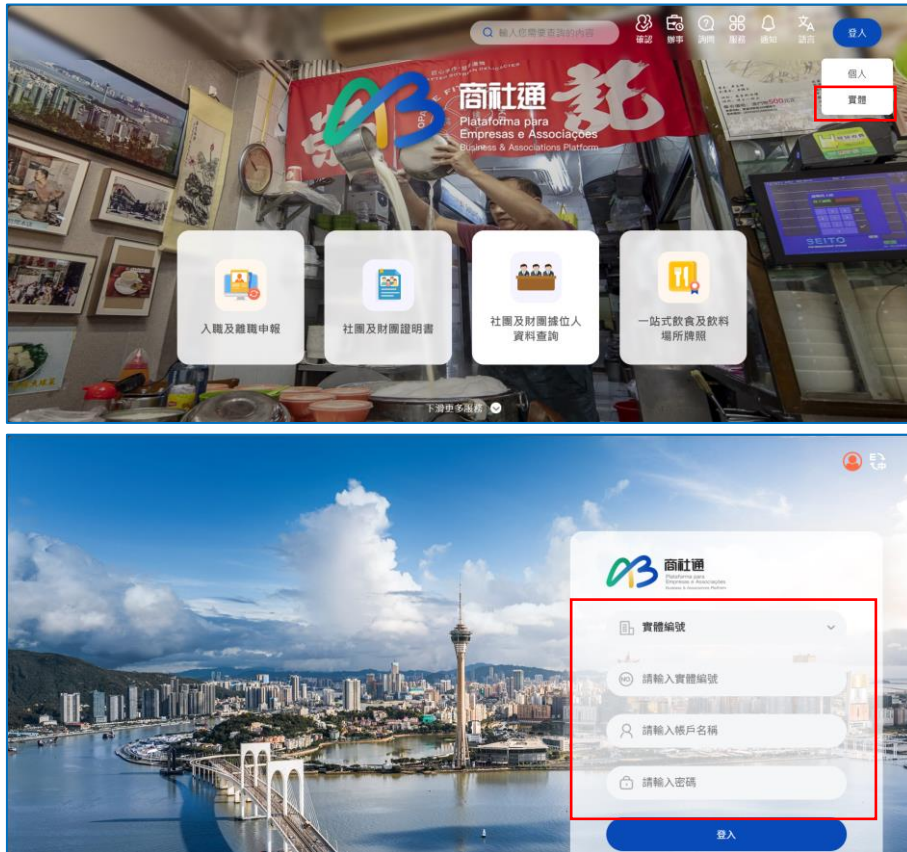 輸入您需要查詢的內容
確認 辦事 詢問 服務 通知 語言
登入
個人
實體
商社通
Plataforma para
Empresas e Associações
Business & Associations Platform
SEITO
入職及離職申報
社團及財團證明書
社團及財團據位人
資料查詢
一站式飲食及飲料
場所牌照
下滑更多服務
商社通
Plataforma para
Empresas e Associações
Business & Associations Platform
實體編號
NO.
請輸入實體編號
請輸入帳戶名稱
請輸入密碼
登入